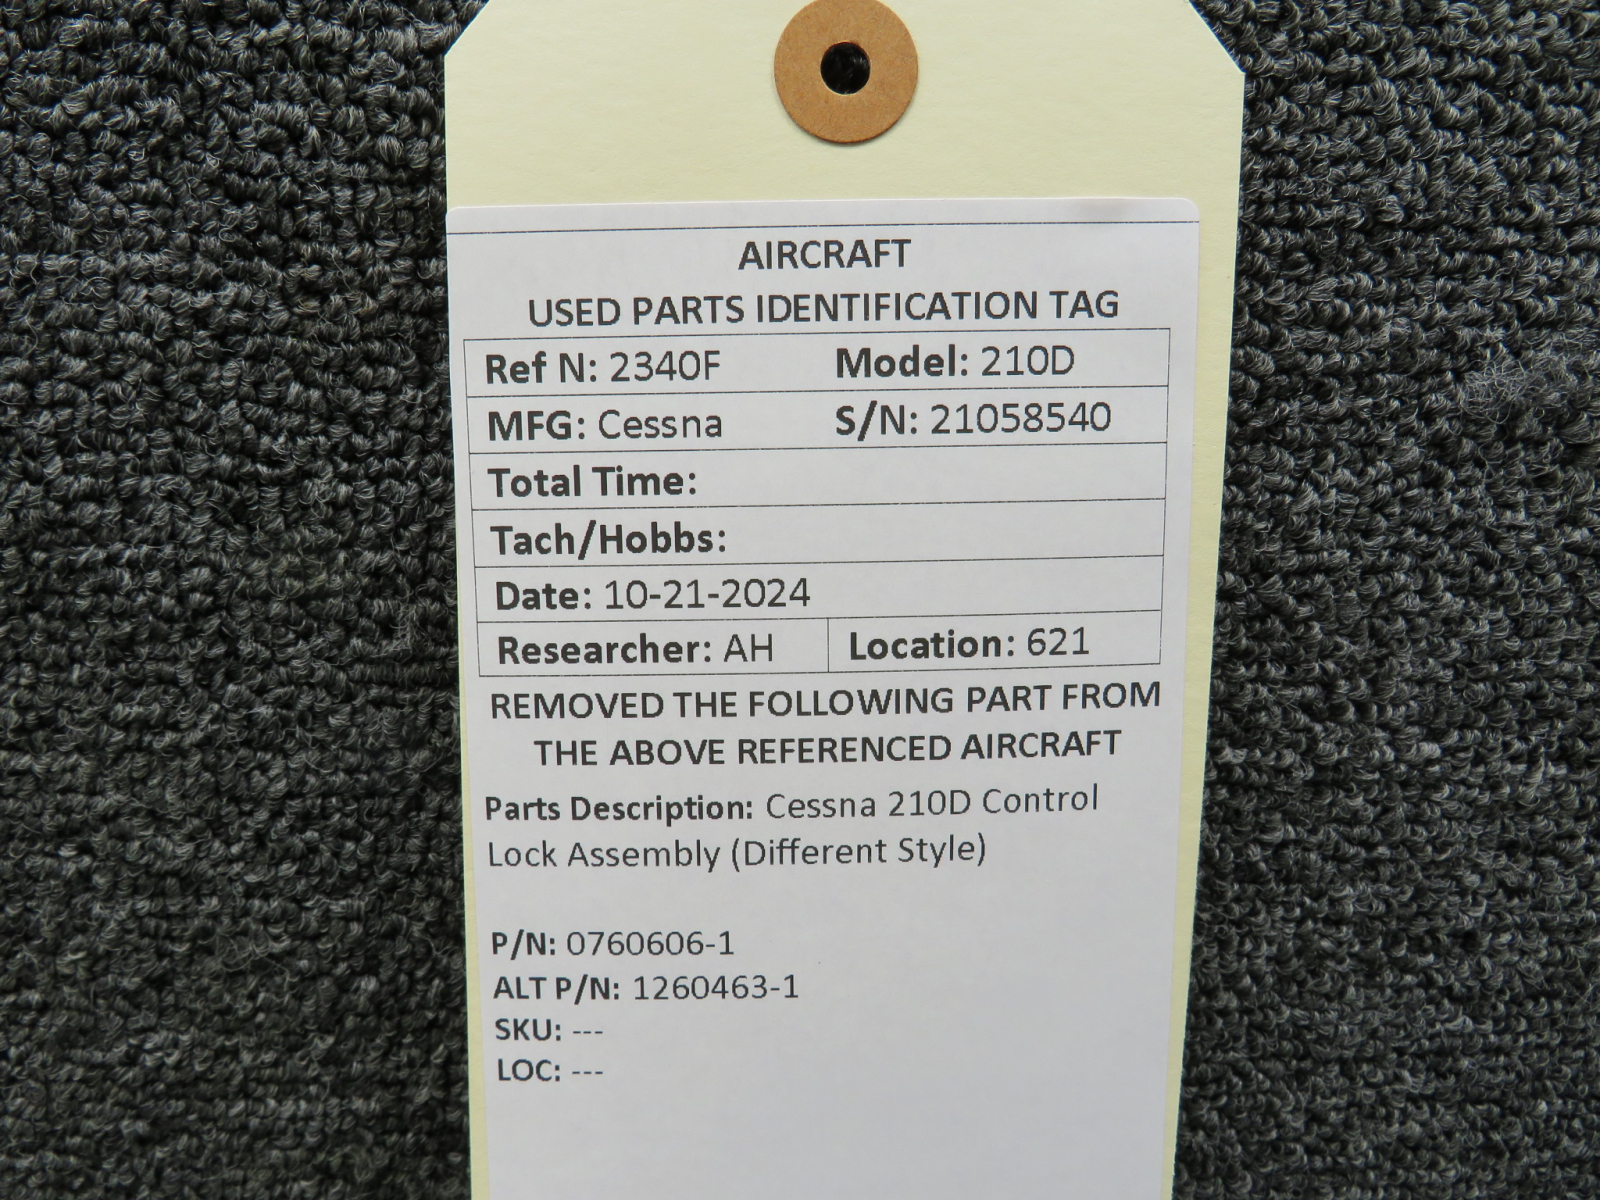 AIRCRAFT
USED PARTS IDENTIFICATION TAG
Ref N: 2340F Model: 210D
MFG: Cessna S/N: 21058540
Total Time:
Tach/Hobbs:
Date: 10-21-2024
Researcher: AH Location: 621
REMOVED THE FOLLOWING PART FROM
THE ABOVE REFERENCED AIRCRAFT
Parts Description: Cessna 210D Control
Lock Assembly (Different Style)
P/N: 0760606-1
ALT P/N: 1260463-1
SKU: ---
LOC: ---